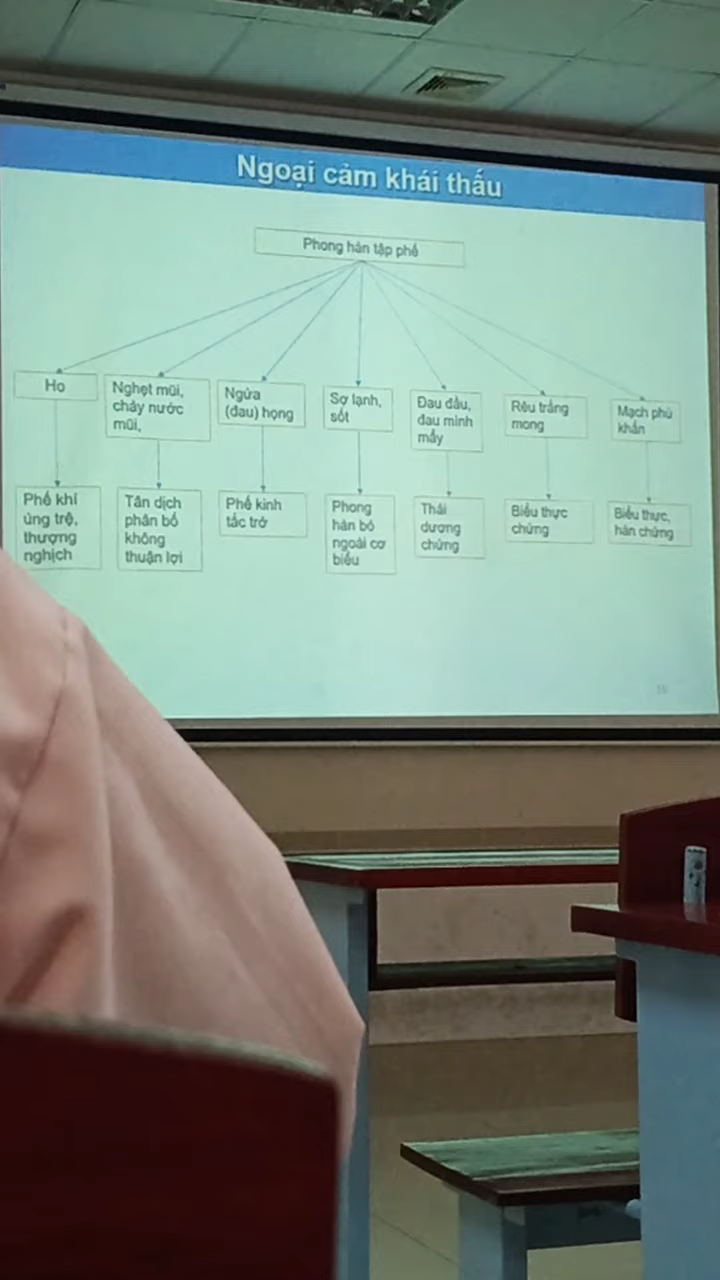 Ngoại cảm khái thấu
Phong hàn tập phế
Ho
Nghẹt mũi,
chảy nước
mũi,
Ngứa
(đau) họng
Sợ lạnh,
sốt
Đau đầu,
đau mình
mẩy
Rêu trắng
mong
Mạch phù
khẩn
Phế khí
ủng trệ,
thượng
nghịch
Tân dịch
phân bố
không
thuận lợi
Phế kinh
tắc trở
Phong
hàn bó
ngoài cơ
biểu
Thái
dương
chứng
Biểu thực
chứng
Biểu thực,
hàn chứng